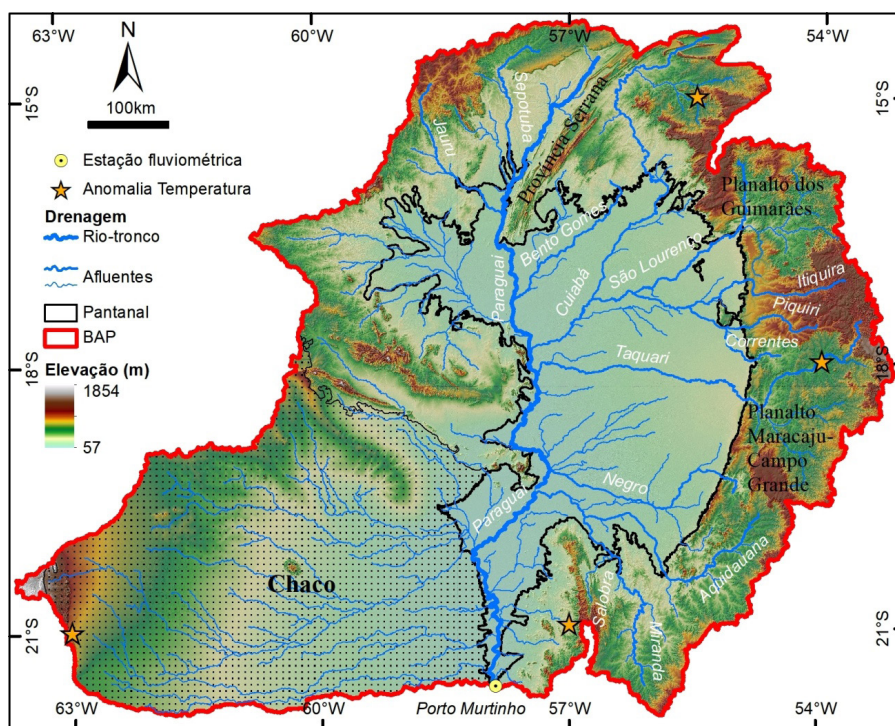 63°W 60°W 57°W 54°W
N
100km
15°S
15°S
Estação fluviométrica
Anomalia Temperatura
Drenagem
Rio-tronco
Afluentes
Pantanal
BAP
Elevação (m)
1854
57
Jauru
Sepotuba
Provincia Serrana
Planalto dos
Guimarães
Bento Gomes
Paraguai
Cuiabá
São Lourenço
Itiquira
Piquiri
Correntes
Taquari
18°S
18°S
Planalto
Maracaju-
Campo
Grande
Negro
Paraguai
Chaco
Salobra
Aquidauana
Miranda
21°S
21°S
Porto Murtinho
63°W 60°W 57°W 54°W